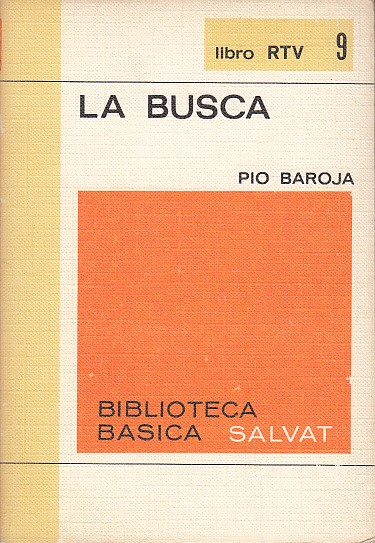 libro RTV 9
LA BUSCA
PIO BAROJA
BIBLIOTECA
BASICA SALVAT